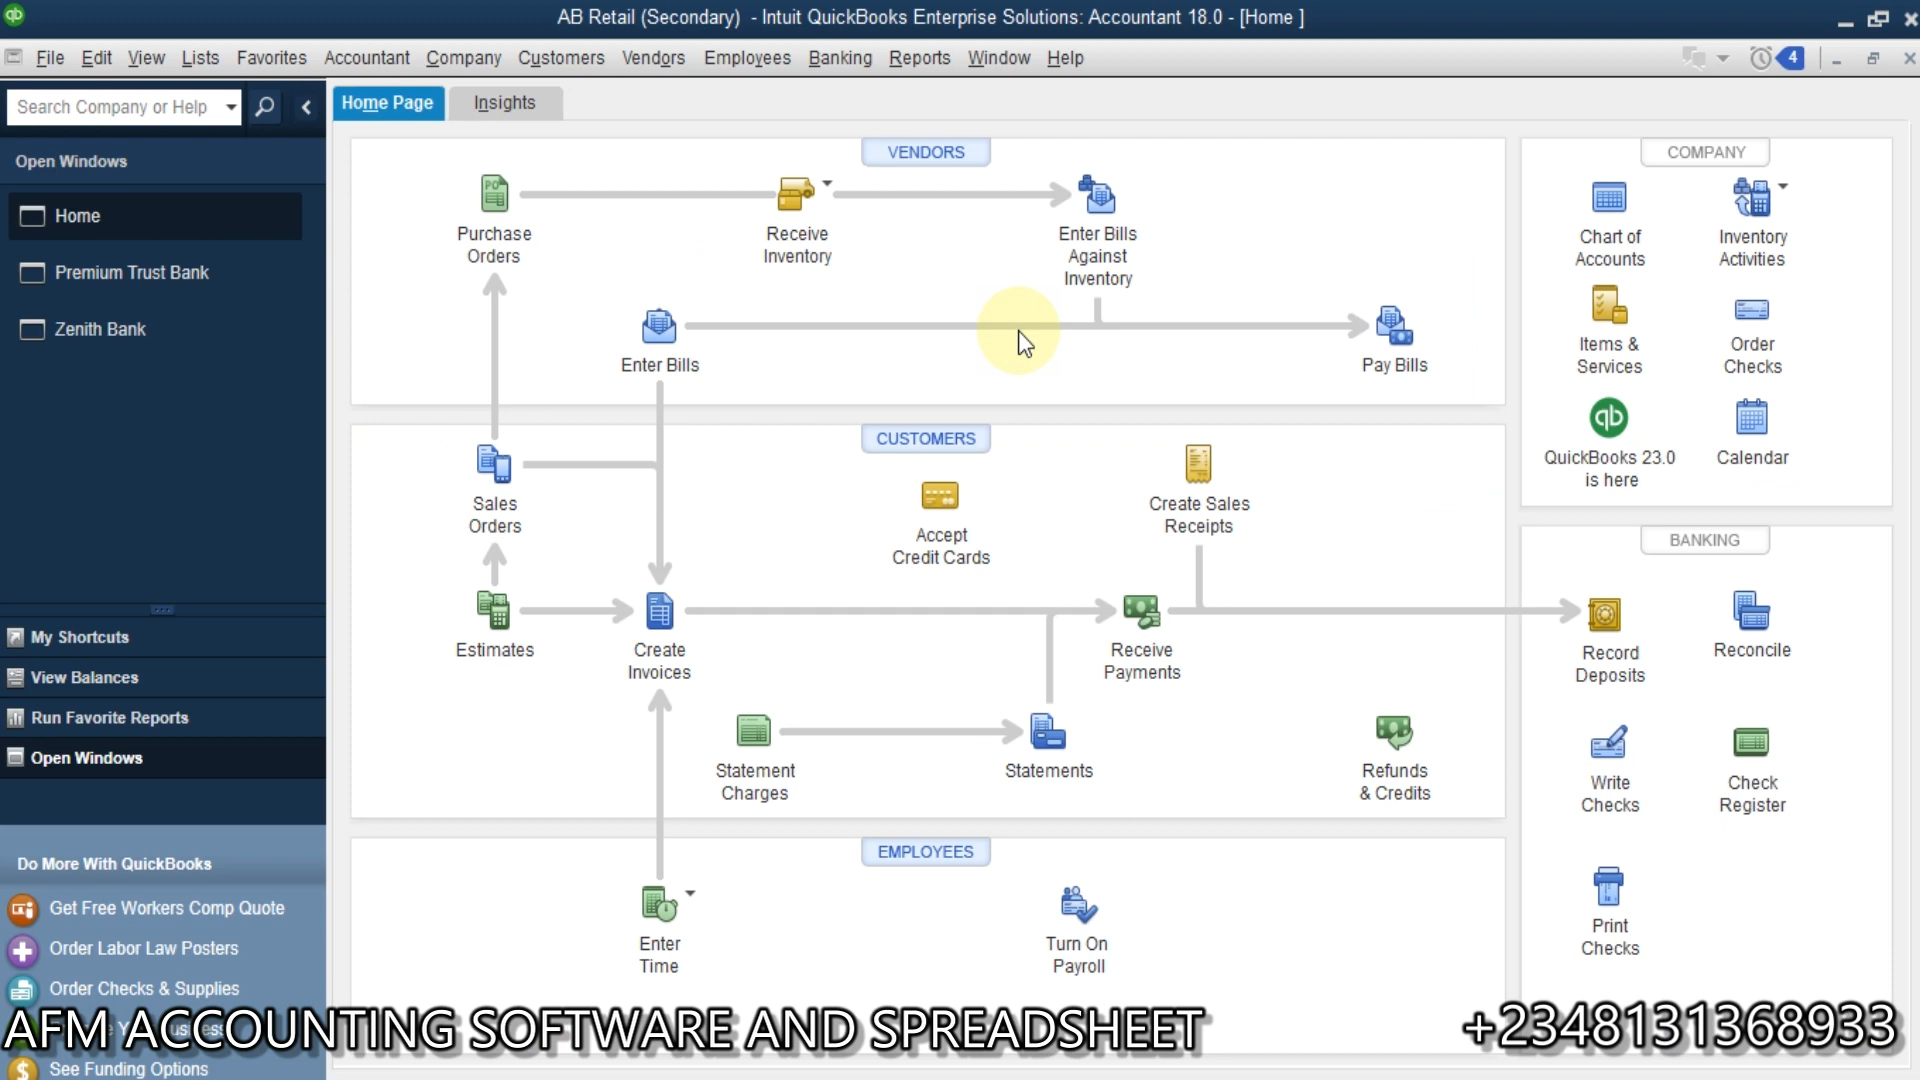 AB Retail (Secondary) - Intuit QuickBooks Enterprise Solutions: Accountant 18.0 - [Home ]
File Edit View Lists Favorites Accountant Company Customers Vendors Employees Banking Reports Window Help
4
Search Company or Help
Open Windows
Home
Premium Trust Bank
Zenith Bank
My Shortcuts
View Balances
Run Favorite Reports
Open Windows
Do More With QuickBooks
Get Free Workers Comp Quote
Order Labor Law Posters
Order Checks & Supplies
See Funding Options
Home Page
Insights
VENDORS
PO
Purchase
Orders
Receive
Inventory
Enter Bills
Against
Inventory
Enter Bills
Pay Bills
CUSTOMERS
Sales
Orders
Accept
Credit Cards
Create Sales
Receipts
Estimates
Create
Invoices
Receive
Payments
Statement
Charges
Statements
Refunds
& Credits
EMPLOYEES
Enter
Time
Turn On
Payroll
COMPANY
Chart of
Accounts
Inventory
Activities
Items &
Services
Order
Checks
qb
QuickBooks 23.0
is here
Calendar
BANKING
Record
Deposits
Reconcile
Write
Checks
Check
Register
Print
Checks
AFM ACCOUNTING SOFTWARE AND SPREADSHEET
+2348131368933